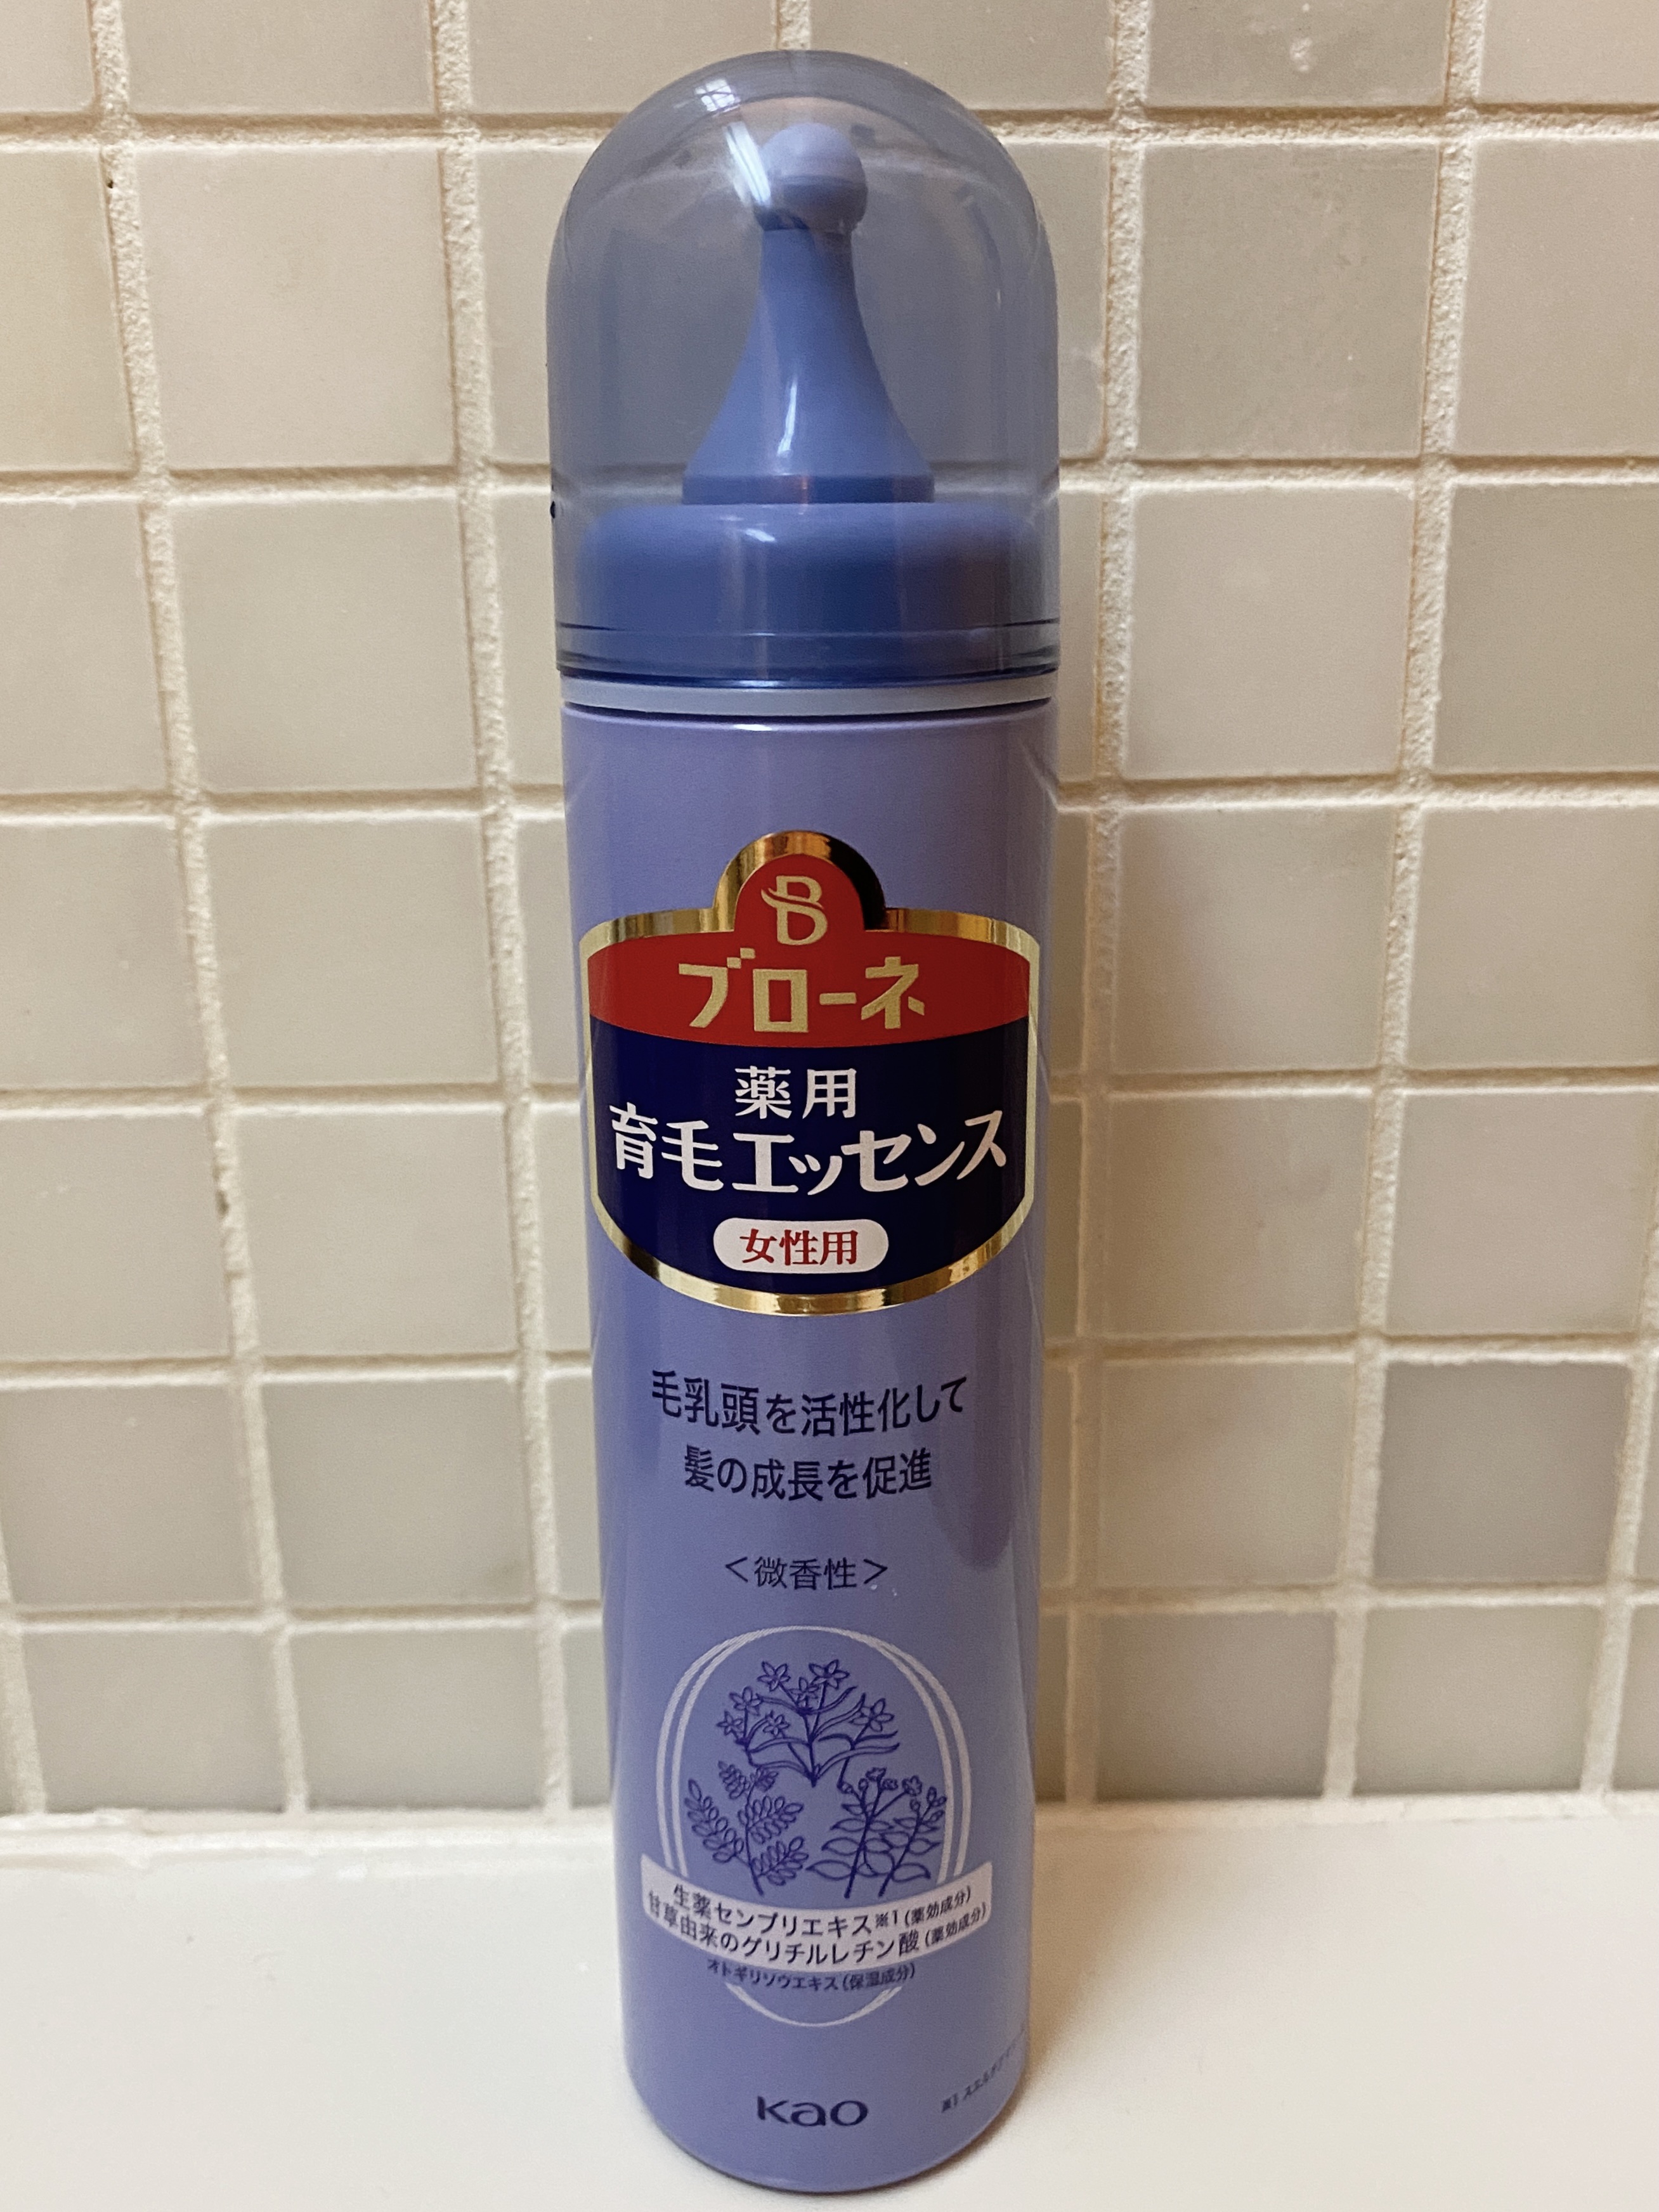 B
ブローネ
薬用
育毛エッセンス
女性用
毛乳頭を活性化して
髪の成長を促進
＜微香性＞
生薬センブリエキス※1(薬効成分)
甘草由来のグリチルレチン酸(薬効成分)
オトギリソウエキス(保湿成分)
Kao